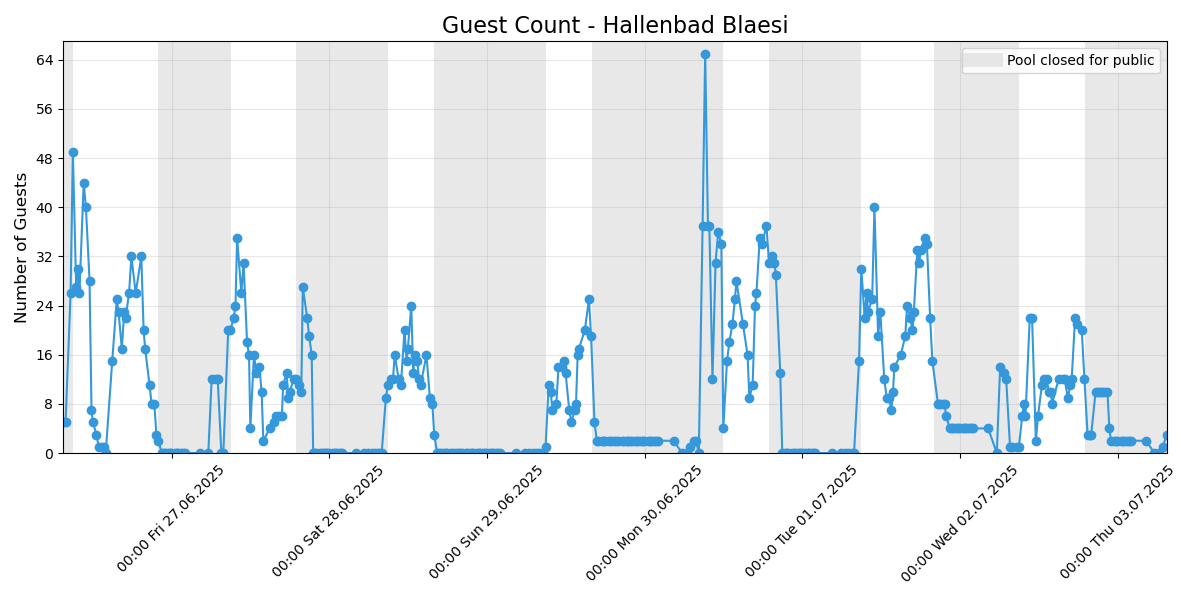 Guest Count - Hallenbad Blaesi
Pool closed for public
Number of Guests
64
56
48
40
32
24
16
8
0
00:00 Fri 27.06.2025
00:00 Sat 28.06.2025
00:00 Sun 29.06.2025
00:00 Mon 30.06.2025
00:00 Tue 01.07.2025
00:00 Wed 02.07.2025
00:00 Thu 03.07.2025